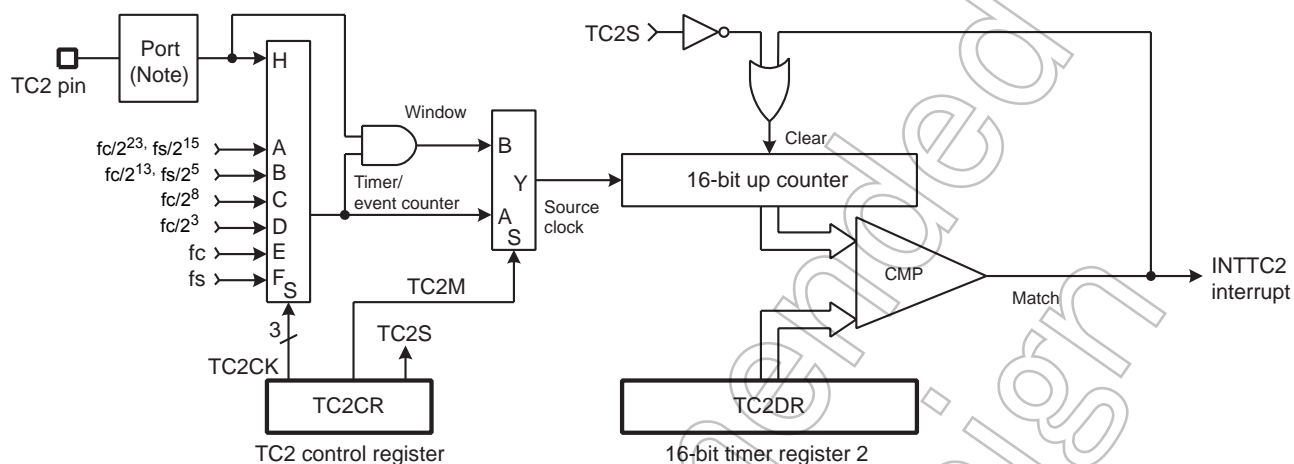 TC2 pin
Port
(Note)
H
fc/2^23, fs/2^15
A
fc/2^13, fs/2^5
B
fc/2^8
C
fc/2^3
D
fc
E
fs
F
S
3
TC2CK
Window
Timer/
event counter
B
Y
A
S
Source
clock
TC2M
TC2S
TC2CR
TC2 control register
TC2S
Clear
16-bit up counter
CMP
Match
INTTC2
interrupt
TC2DR
16-bit timer register 2